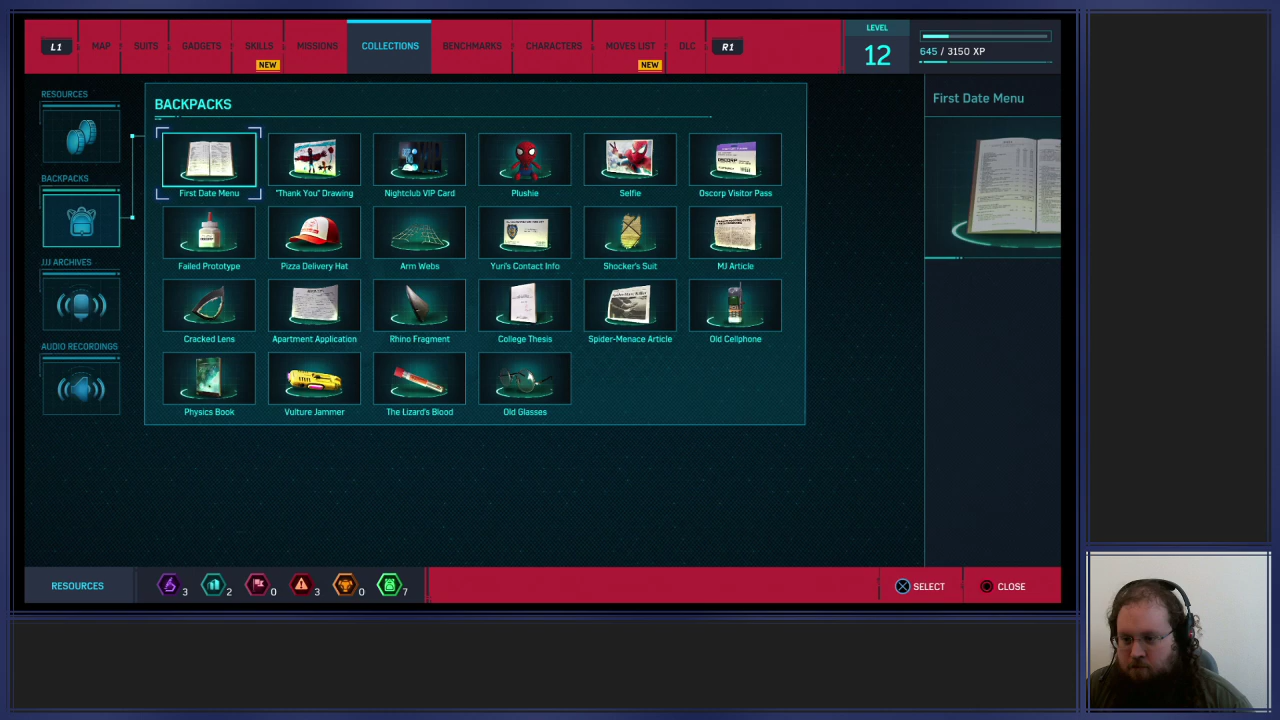 L1 MAP SUITS GADGETS SKILLS MISSIONS COLLECTIONS BENCHMARKS CHARACTERS MOVES LIST DLC R1
NEW NEW
LEVEL
12
645 / 3150 XP
RESOURCES
BACKPACKS
JJJ ARCHIVES
AUDIO RECORDINGS
BACKPACKS
First Date Menu "Thank You" Drawing Nightclub VIP Card Plushie Selfie Oscorp Visitor Pass
Failed Prototype Pizza Delivery Hat Arm Webs Yuri's Contact Info Shocker's Suit MJ Article
Cracked Lens Apartment Application Rhino Fragment College Thesis Spider-Menace Article Old Cellphone
Physics Book Vulture Jammer The Lizard's Blood Old Glasses
First Date Menu
RESOURCES 3 2 0 3 0 7
SELECT CLOSE